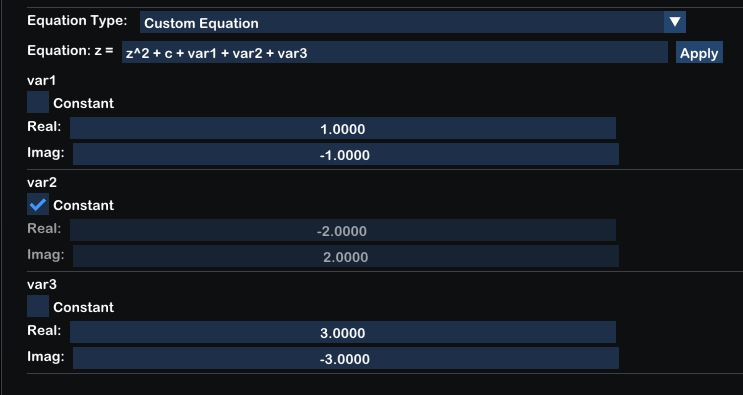 Equation Type: Custom Equation
Equation: z = z^2 + c + var1 + var2 + var3 Apply
var1
Constant
Real: 1.0000
Imag: -1.0000
var2
Constant
Real: -2.0000
Imag: 2.0000
var3
Constant
Real: 3.0000
Imag: -3.0000